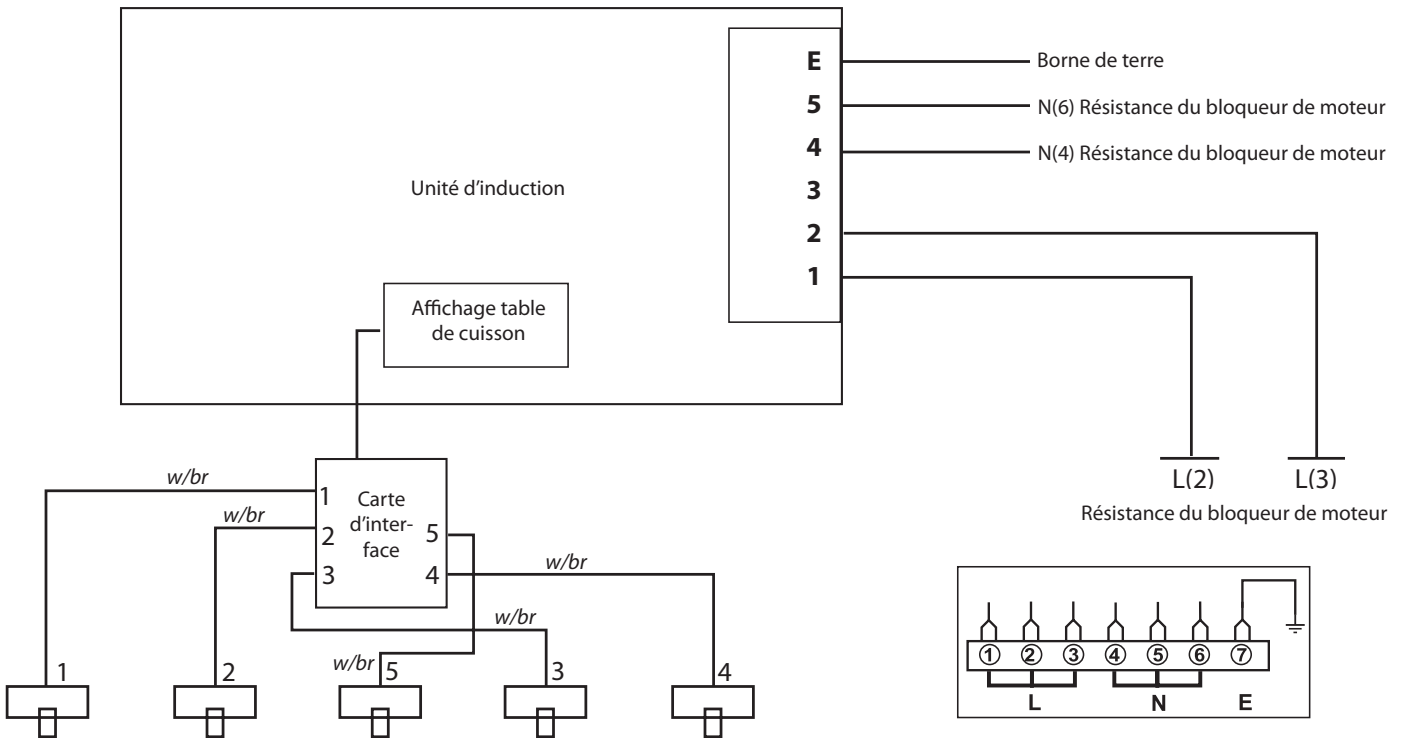 E
Borne de terre
5
N(6) Résistance du bloqueur de moteur
4
N(4) Résistance du bloqueur de moteur
Unité d'induction
3
2
1
Affichage table
de cuisson
L(2)
L(3)
Résistance du bloqueur de moteur
w/br
w/br
1
2
3
Carte
d'inter-
face
5
4
w/br
w/br
w/br
1
2
5
3
4
1 2 3 4 5 6 7
L N E